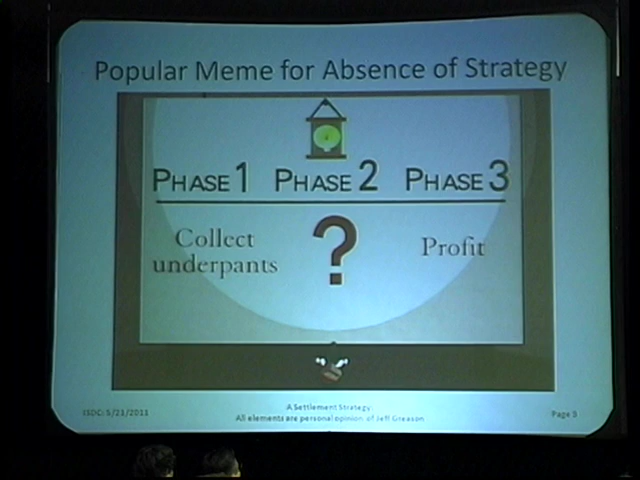 Popular Meme for Absence of Strategy
PHASE 1 PHASE 2 PHASE 3
Collect
underpants
?
Profit
ISDC: 5/21/2011
A Settlement Strategy:
All elements are personal opinion of Jeff Greason
Page 5